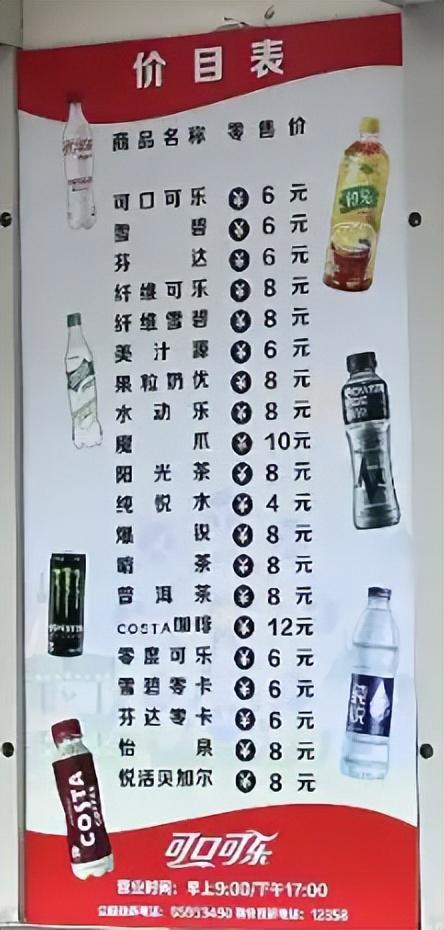 价目表
商品名称 零售价
可口可乐 ¥ 6 元
雪碧 ¥ 6 元
芬达 ¥ 6 元
纤维可乐 ¥ 8 元
纤维雪碧 ¥ 8 元
美汁源 ¥ 6 元
果粒奶优 ¥ 8 元
水动乐 ¥ 8 元
魔爪 ¥ 10元
阳光茶 ¥ 8 元
纯悦水 ¥ 4 元
爆锐 ¥ 8 元
晴茶 ¥ 8 元
普洱茶 ¥ 8 元
COSTA咖啡 ¥ 12元
零度可乐 ¥ 6 元
雪碧零卡 ¥ 6 元
芬达零卡 ¥ 6 元
怡泉 ¥ 8 元
悦活贝加尔 ¥ 8 元
COSTA
COFFEE
纯悦
可口可乐
营业时间：早上9:00/下午17:00
12358